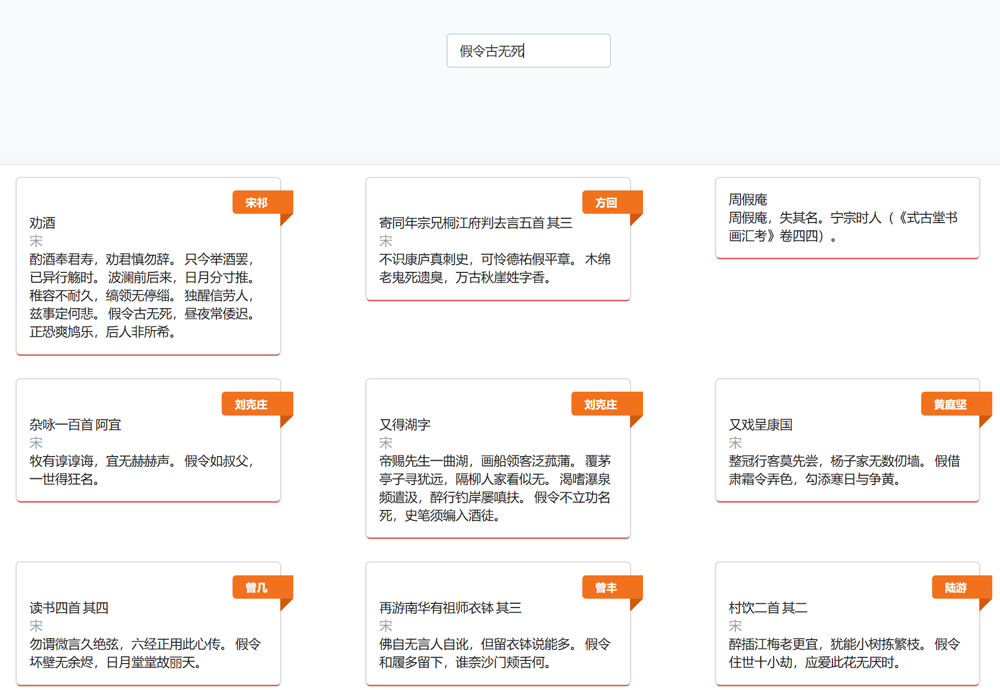 假令古无死
宋祁
劝酒
宋
酌酒奉君寿，劝君慎勿辞。 只今举酒罢，
已异行觞时。 波澜前后来，日月分寸推。
稚容不耐久，缟领无停缁。 独醒信劳人，
兹事定何悲。 假令古无死，昼夜常倭迟。
正恐爽鸠乐，后人非所希。
方回
寄同年宗兄桐江府判去言五首 其三
宋
不识康庐真刺史，可怜德祐假平章。 木绵
老鬼死遗臭，万古秋崖姓字香。
周假庵
周假庵，失其名。宁宗时人（《式古堂书
画汇考》卷四四）。
刘克庄
杂咏一百首 阿宜
宋
牧有谆谆诲，宜无赫赫声。 假令如叔父，
一世得狂名。
刘克庄
又得湖字
宋
帝赐先生一曲湖，画船领客泛菰蒲。 覆茅
亭子寻犹远，隔柳人家看似无。 渴嗜瀑泉
频遣汲，醉行钓岸屡嗔扶。 假令不立功名
死，史笔须编入酒徒。
黄庭坚
又戏呈康国
宋
整冠行客莫先尝，杨子家无数仞墙。 假借
肃霜令弄色，勾添寒日与争黄。
曾几
读书四首 其四
宋
勿谓微言久绝弦，六经正用此心传。 假令
坏壁无余烬，日月堂堂故丽天。
曾丰
再游南华有祖师衣钵 其三
宋
佛自无言人自讹，但留衣钵说能多。 假令
和履多留下，谁奈沙门颊舌何。
陆游
村饮二首 其二
宋
醉插江梅老更宜，犹能小树拣繁枝。 假令
住世十小劫，应爱此花无厌时。